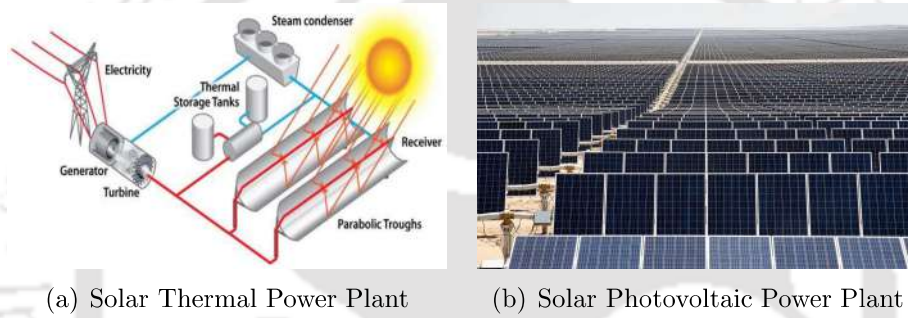 Steam condenser
Electricity
Thermal
Storage Tanks
Receiver
Generator
Turbine
Parabolic Troughs
(a) Solar Thermal Power Plant
(b) Solar Photovoltaic Power Plant